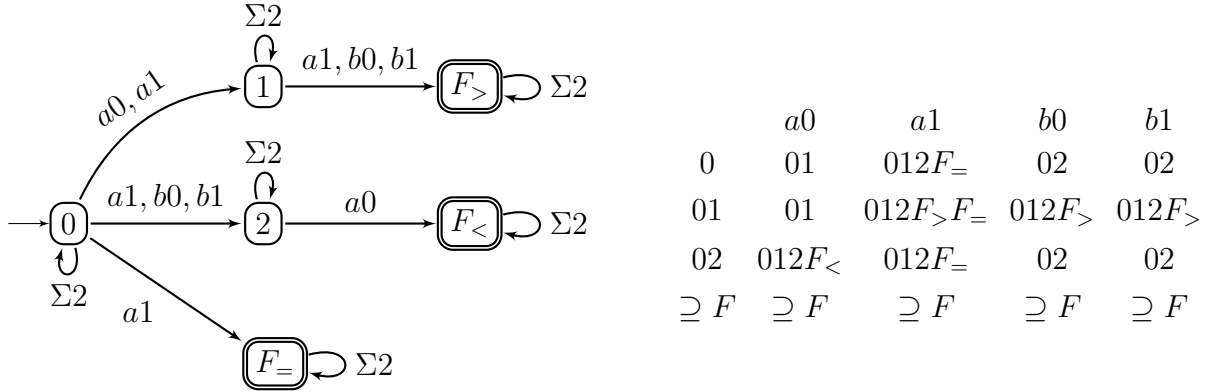 Σ2
a0, a1
1
a1, b0, b1
F>
Σ2
Σ2
a1, b0, b1
0
2
a0
F<
Σ2
Σ2
a1
F=
Σ2
a0 a1 b0 b1
0 01 012F= 02 02
01 01 012F>F= 012F> 012F>
02 012F< 012F= 02 02
⊇ F ⊇ F ⊇ F ⊇ F ⊇ F